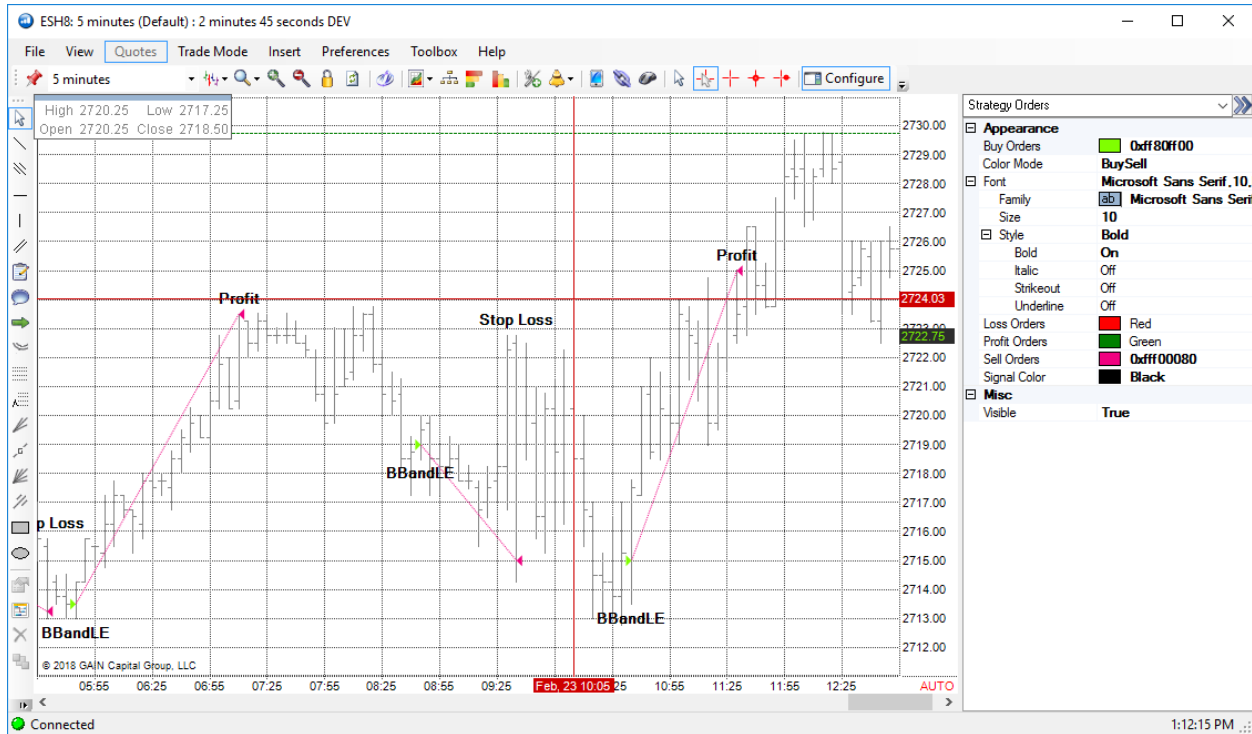 ESH8: 5 minutes (Default) : 2 minutes 45 seconds DEV
File View Quotes Trade Mode Insert Preferences Toolbox Help
5 minutes
Configure
High 2720.25 Low 2717.25
Open 2720.25 Close 2718.50
2730.00
2729.00
2728.00
2727.00
2726.00
2725.00
2724.03
2723.00
2722.75
2722.00
2721.00
2720.00
2719.00
2718.00
2717.00
2716.00
2715.00
2714.00
2713.00
2712.00
Profit
Profit
Stop Loss
BBandLE
p Loss
BBandLE
BBandLE
© 2018 GAIN Capital Group, LLC
05:55 06:25 06:55 07:25 07:55 08:25 08:55 09:25 Feb, 23 10:05 25 10:55 11:25 11:55 12:25 AUTO
Strategy Orders
Appearance
Buy Orders 0xff80ff00
Color Mode BuySell
Font Microsoft Sans Serif,10,
Family ab Microsoft Sans Serif
Size 10
Style Bold
Bold On
Italic Off
Strikeout Off
Underline Off
Loss Orders Red
Profit Orders Green
Sell Orders 0xfff00080
Signal Color Black
Misc
Visible True
Connected
1:12:15 PM